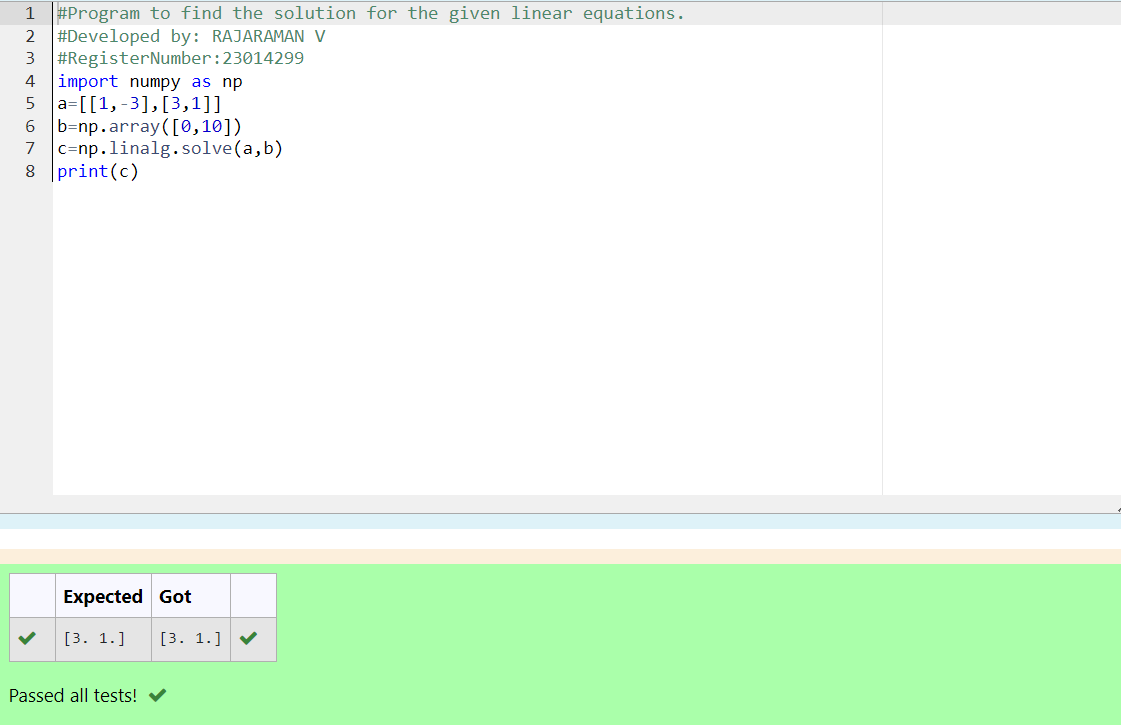 1 #Program to find the solution for the given linear equations.
2 #Developed by: RAJARAMAN V
3 #RegisterNumber:23014299
4 import numpy as np
5 a=[[1,-3],[3,1]]
6 b=np.array([0,10])
7 c=np.linalg.solve(a,b)
8 print(c)
Expected Got
[3. 1.] [3. 1.]
Passed all tests!